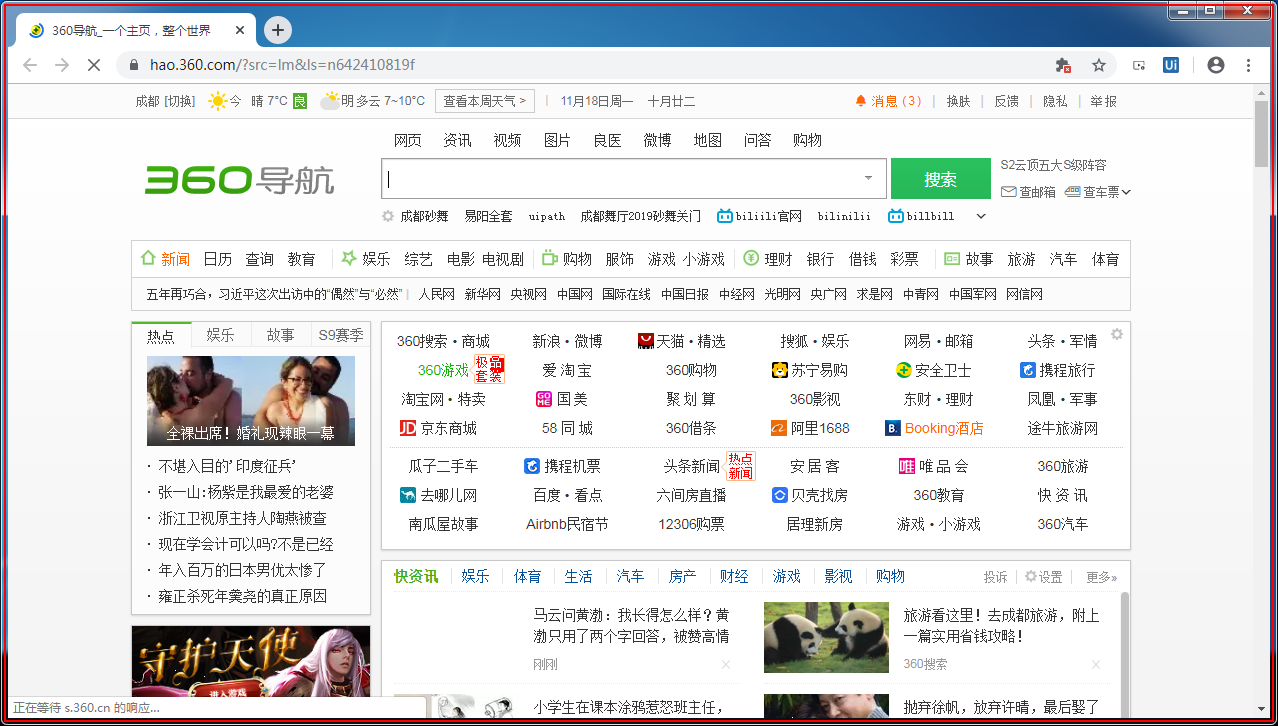 360导航_一个主页，整个世界
hao.360.com/?src=lm&ls=n642410819f
Ui
成都 [切换] 今 晴 7°C 良 明 多云 7~10°C 查看本周天气 > 11月18日周一 十月廿二 消息（3） 换肤 反馈 隐私 举报
网页 资讯 视频 图片 良医 微博 地图 问答 购物
360导航 搜索
S2云顶五大S级阵容
查邮箱 查车票
成都砂舞 易阳全套 uipath 成都舞厅2019砂舞关门 biliili官网 bilinilii billbill
新闻 日历 查询 教育 娱乐 综艺 电影 电视剧 购物 服饰 游戏 小游戏 理财 银行 借钱 彩票 故事 旅游 汽车 体育
五年再巧合，习近平这次出访中的“偶然”与“必然” 人民网 新华网 央视网 中国网 国际在线 中国日报 中经网 光明网 央广网 求是网 中青网 中国军网 网信网
热点 娱乐 故事 S9赛季
全裸出席！婚礼现辣眼一幕
· 不堪入目的'印度征兵'
· 张一山:杨紫是我最爱的老婆
· 浙江卫视原主持人陶燕被查
· 现在学会计可以吗?不是已经
· 年入百万的日本男优太惨了
· 雍正杀死年羹尧的真正原因
守护天使
进入游戏
360搜索 • 商城 新浪 • 微博 天猫 • 精选 搜狐 • 娱乐 网易 • 邮箱 头条 • 军情
360游戏 极品套装 爱 淘 宝 360购物 苏宁易购 安全卫士 携程旅行
淘宝网 • 特卖 GOME 国 美 聚 划 算 360影视 东财 • 理财 凤凰 • 军事
JD 京东商城 58 同 城 360借条 阿里1688 B. Booking酒店 途牛旅游网
瓜子二手车 携程机票 头条新闻 热点新闻 安 居 客 唯 唯 品 会 360旅游
去哪儿网 百度 • 看点 六间房直播 贝壳找房 360教育 快 资 讯
南瓜屋故事 Airbnb民宿节 12306购票 居理新房 游戏 • 小游戏 360汽车
快资讯 娱乐 体育 生活 汽车 房产 财经 游戏 影视 购物 投诉 设置 更多»
马云问黄渤：我长得怎么样？黄
渤只用了两个字回答，被赞高情
刚刚
旅游看这里！去成都旅游，附上
一篇实用省钱攻略！
360搜索
小学生在课本涂鸦惹怒班主任，
抛弃徐帆，放弃许晴，最后娶了
正在等待 s.360.cn 的响应...